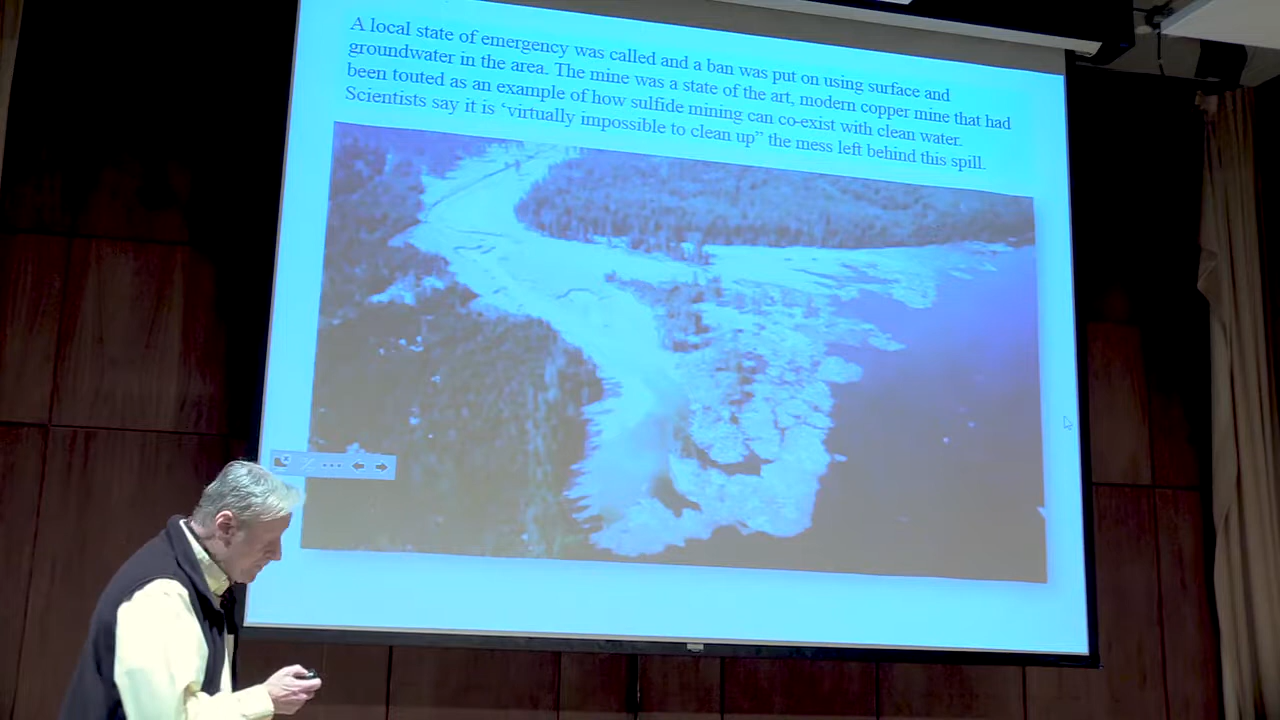 A local state of emergency was called and a ban was put on using surface and
groundwater in the area. The mine was a state of the art, modern copper mine that had
been touted as an example of how sulfide mining can co-exist with clean water.
Scientists say it is ‘virtually impossible to clean up” the mess left behind this spill.